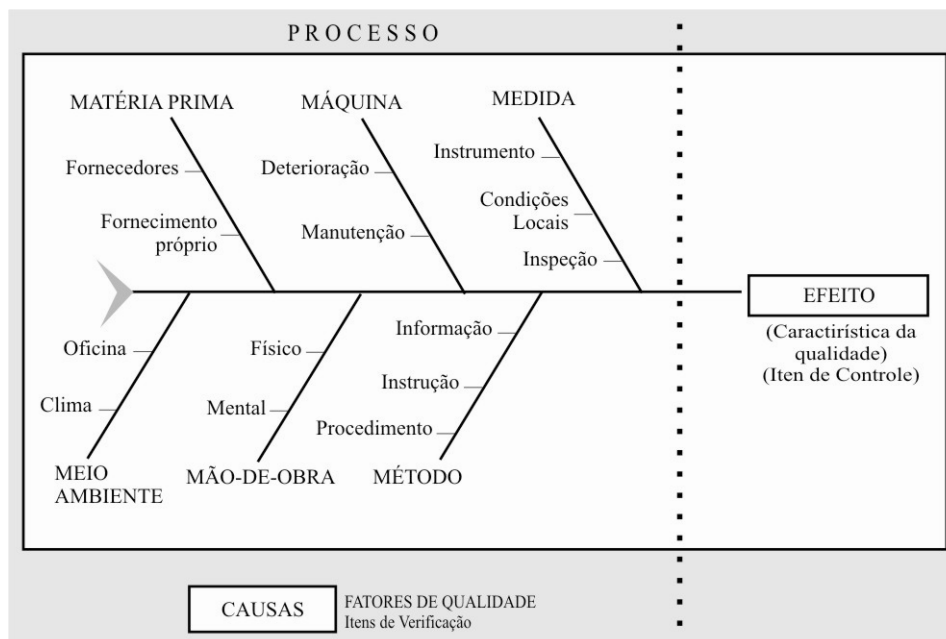 PROCESSO
MATÉRIA PRIMA
MÁQUINA
MEDIDA
Fornecedores
Fornecimento
próprio
Deterioração
Manutenção
Instrumento
Condições
Locais
Inspeção
EFEITO
(Caractirística da
qualidade)
(Iten de Controle)
Oficina
Clima
Físico
Mental
Informação
Instrução
Procedimento
MEIO
AMBIENTE
MÃO-DE-OBRA
MÉTODO
CAUSAS
FATORES DE QUALIDADE
Itens de Verificação